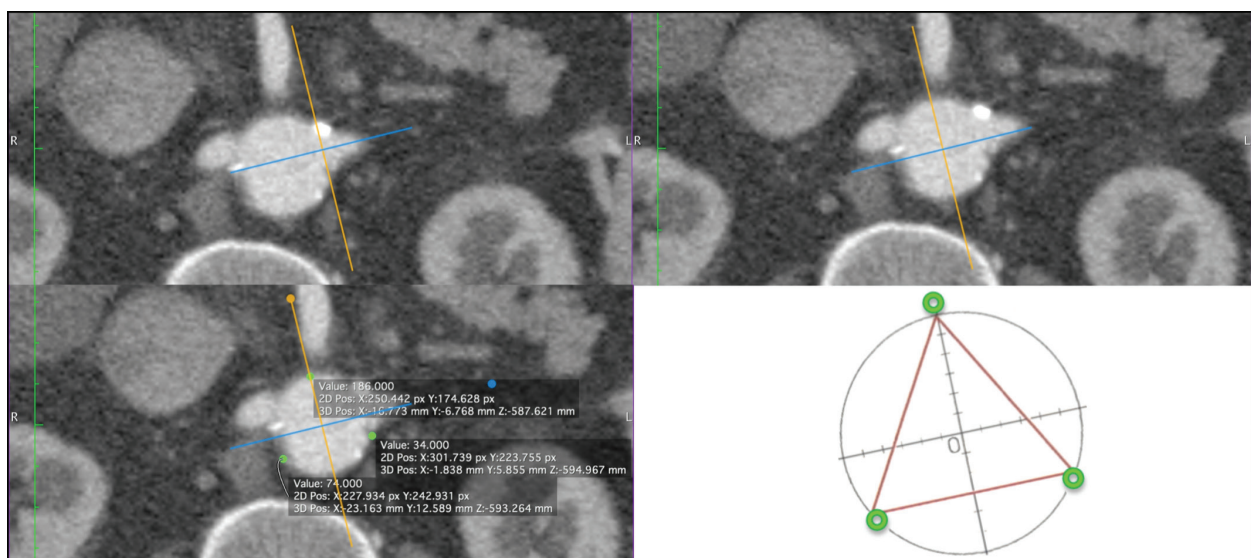 R
L
R
L
R
L
Value: 186.000
2D Pos: X:250.442 px Y:174.628 px
3D Pos: X:-16.773 mm Y:-6.768 mm Z:-587.621 mm
Value: 34.000
2D Pos: X:301.739 px Y:223.755 px
3D Pos: X:-1.838 mm Y:5.855 mm Z:-594.967 mm
Value: 74.000
2D Pos: X:227.934 px Y:242.931 px
3D Pos: X:-23.163 mm Y:12.589 mm Z:-593.264 mm
0